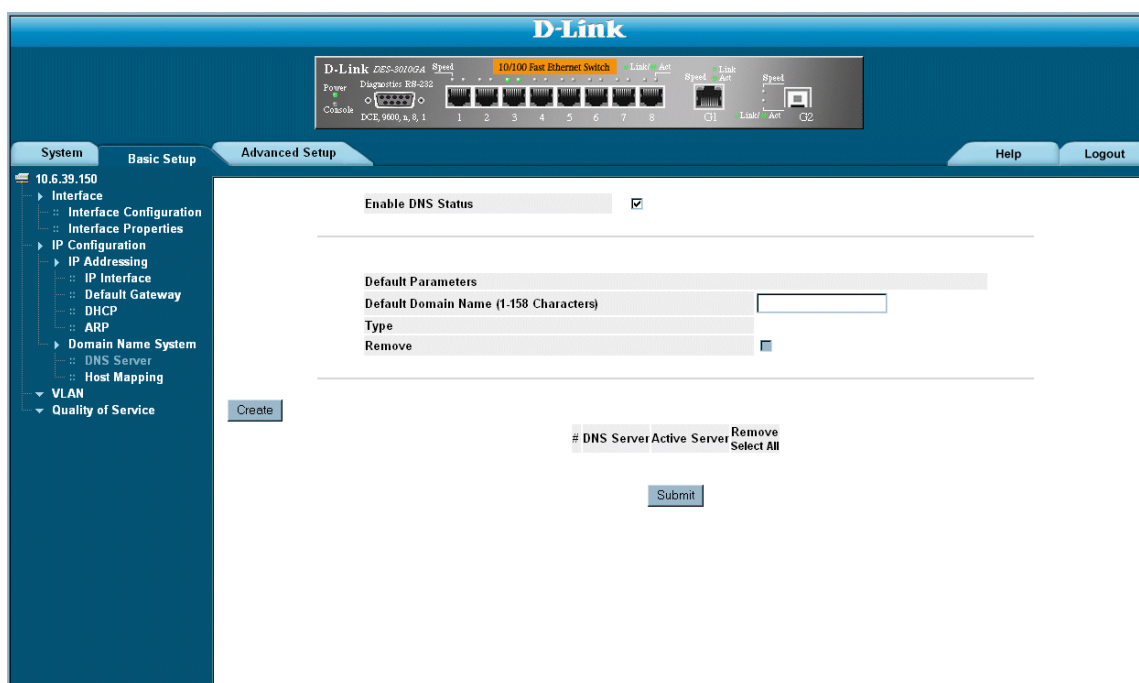 D-Link
D-Link DES-3010GA Speed 10/100 Fast Ethernet Switch Link/ Act
Speed Link Act Speed
Power Diagnostics RS-232
Console
DCE, 9600, n, 8, 1 1 2 3 4 5 6 7 8 G1 Link/ Act G2
System Basic Setup Advanced Setup Help Logout
10.6.39.150
Interface
Interface Configuration
Interface Properties
IP Configuration
IP Addressing
IP Interface
Default Gateway
DHCP
ARP
Domain Name System
DNS Server
Host Mapping
VLAN
Quality of Service
Enable DNS Status
Default Parameters
Default Domain Name (1-158 Characters)
Type
Remove
Create
# DNS Server Active Server Remove
Select All
Submit